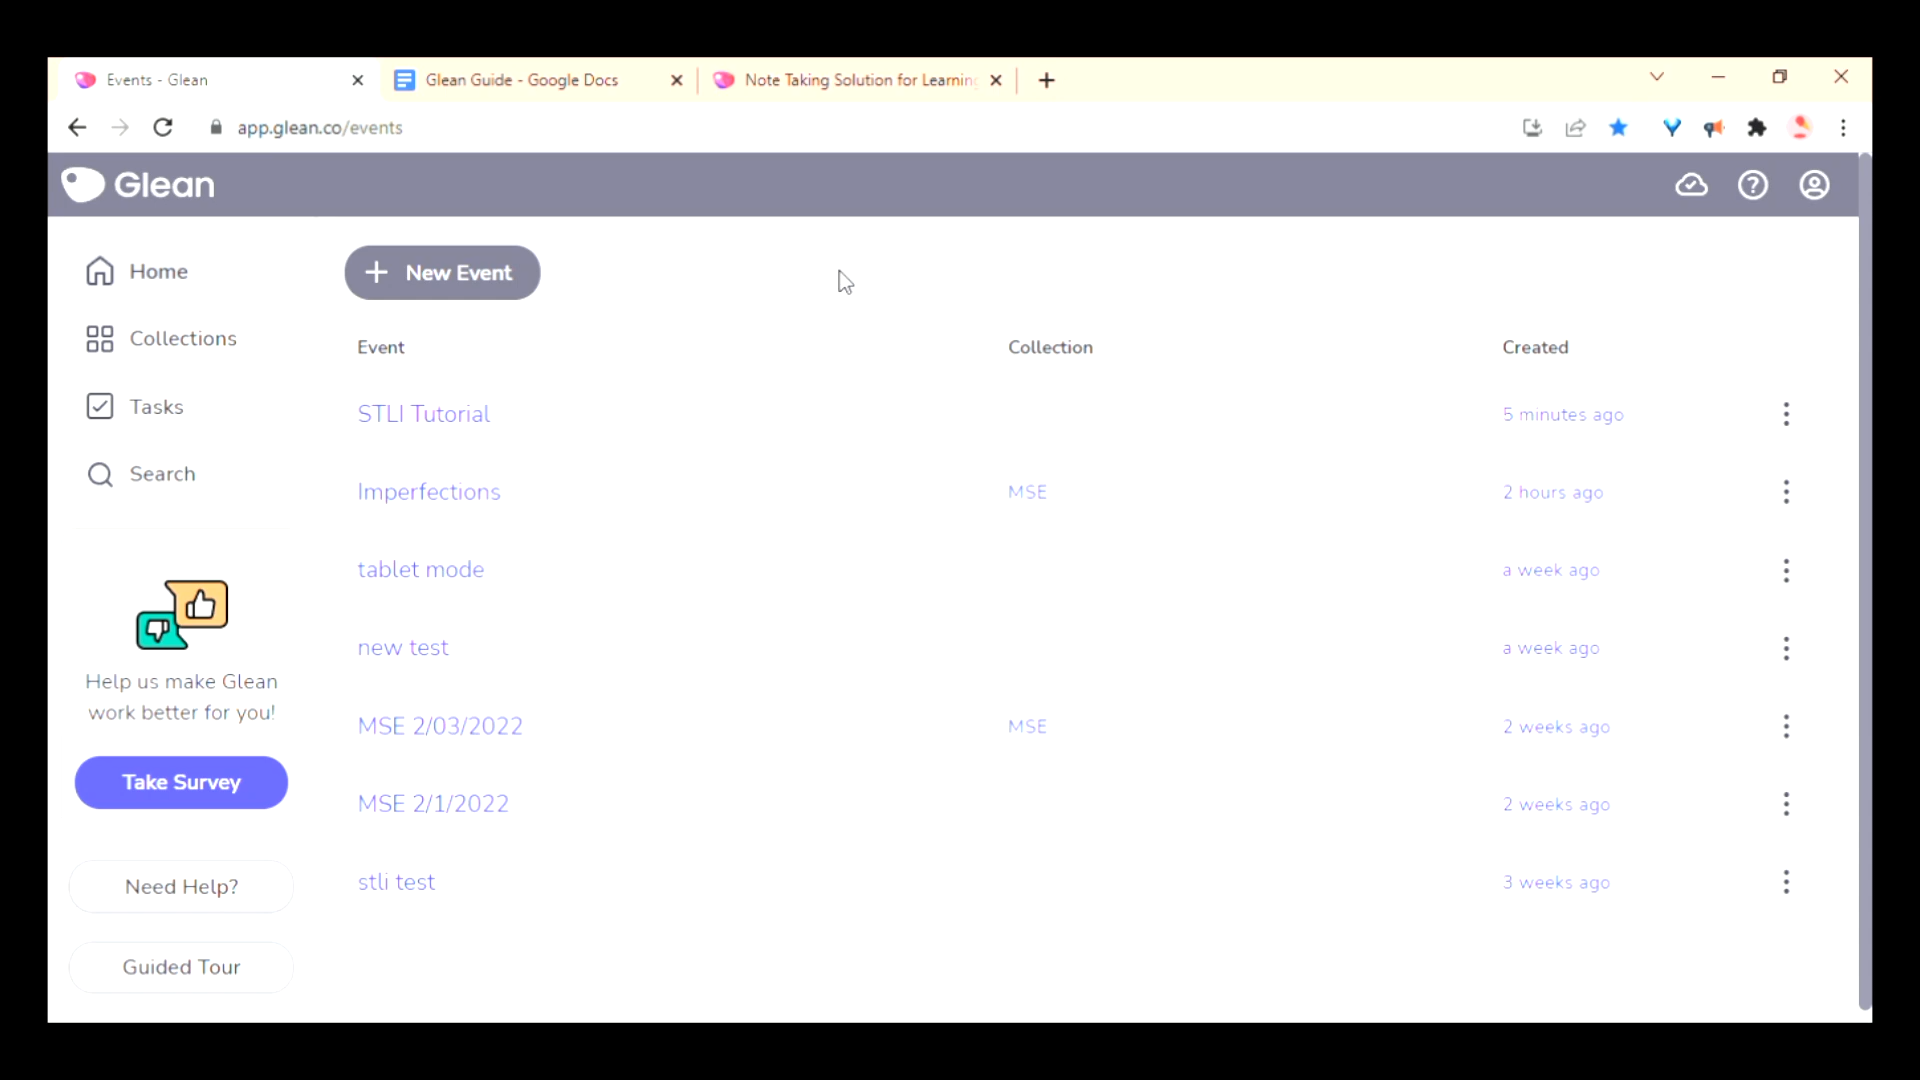 Events - Glean
Glean Guide - Google Docs
Note Taking Solution for Learning
app.glean.co/events
Glean
Home
Collections
Tasks
Search
Help us make Glean
work better for you!
Take Survey
Need Help?
Guided Tour
New Event
Event Collection Created
STLI Tutorial 5 minutes ago
Imperfections MSE 2 hours ago
tablet mode a week ago
new test a week ago
MSE 2/03/2022 MSE 2 weeks ago
MSE 2/1/2022 2 weeks ago
stli test 3 weeks ago